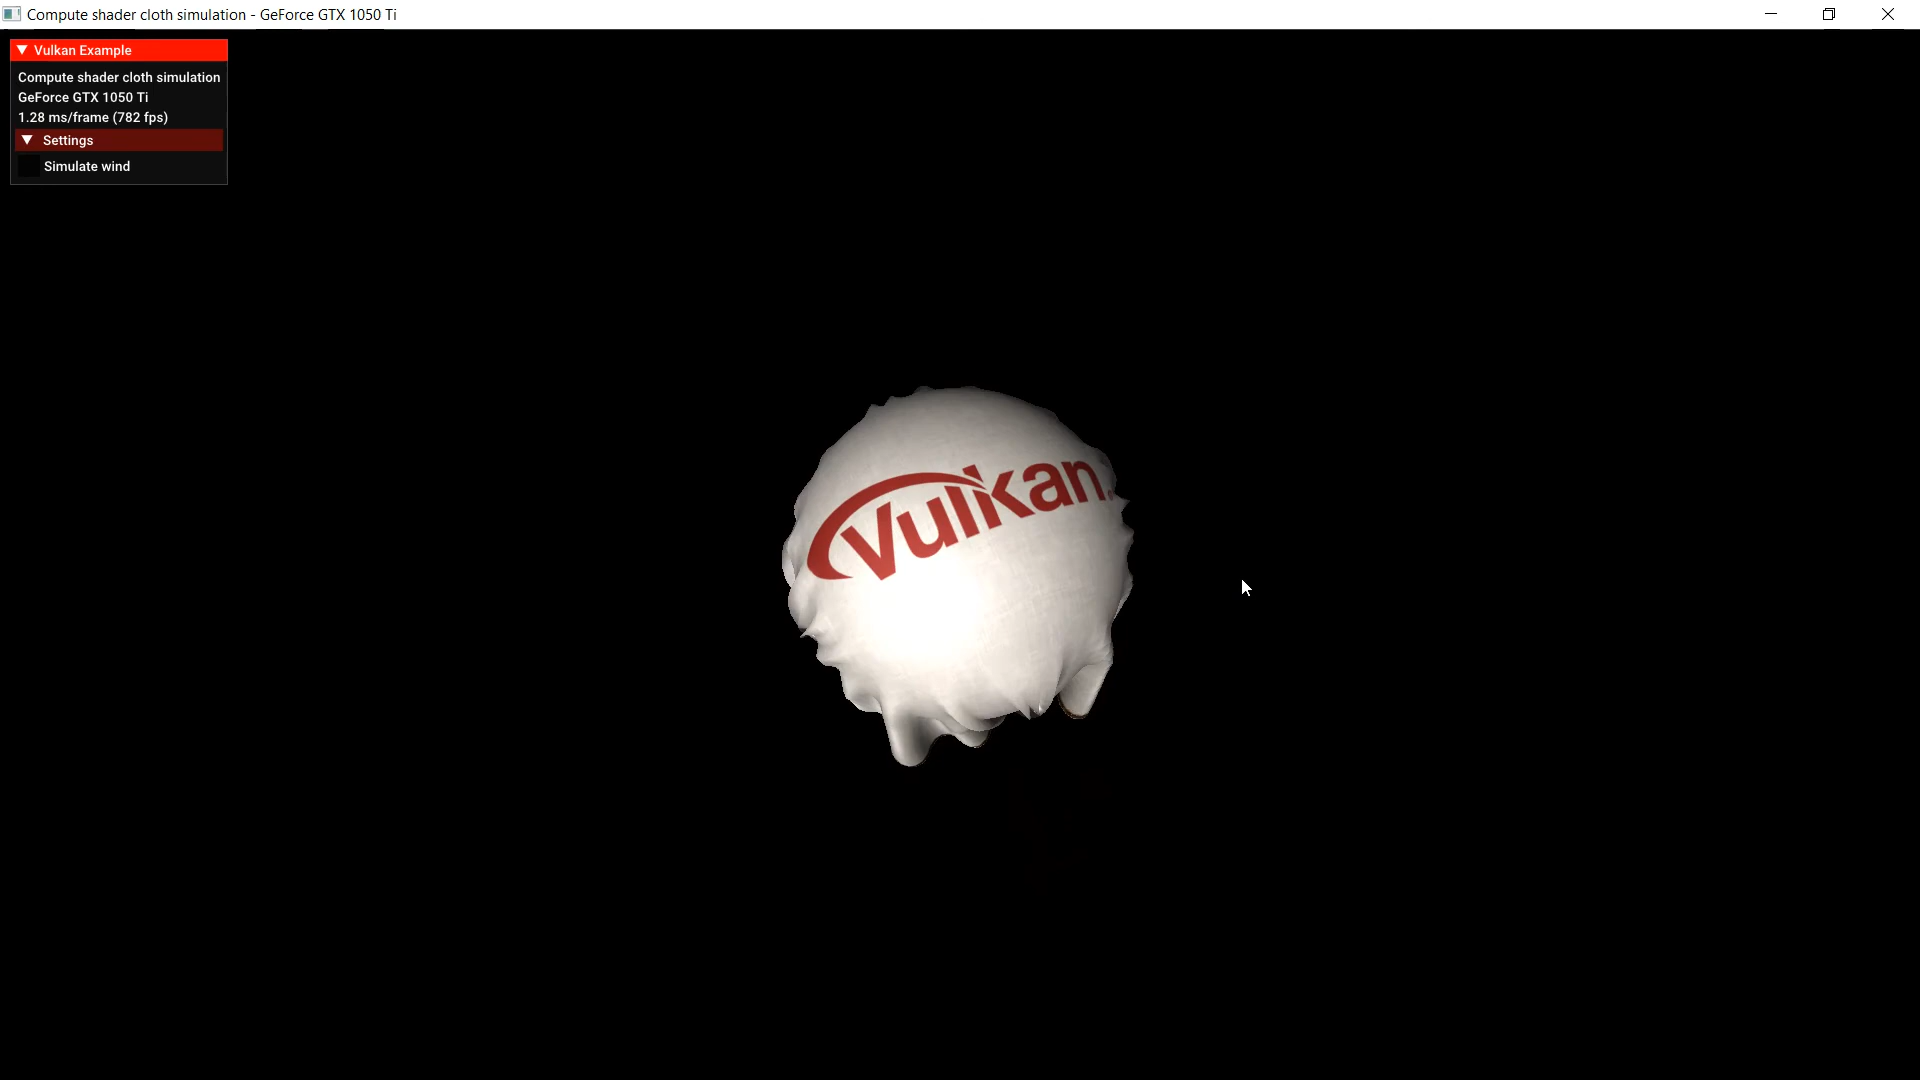 Compute shader cloth simulation - GeForce GTX 1050 Ti
Vulkan Example
Compute shader cloth simulation
GeForce GTX 1050 Ti
1.28 ms/frame (782 fps)
Settings
Simulate wind
Vulkan.